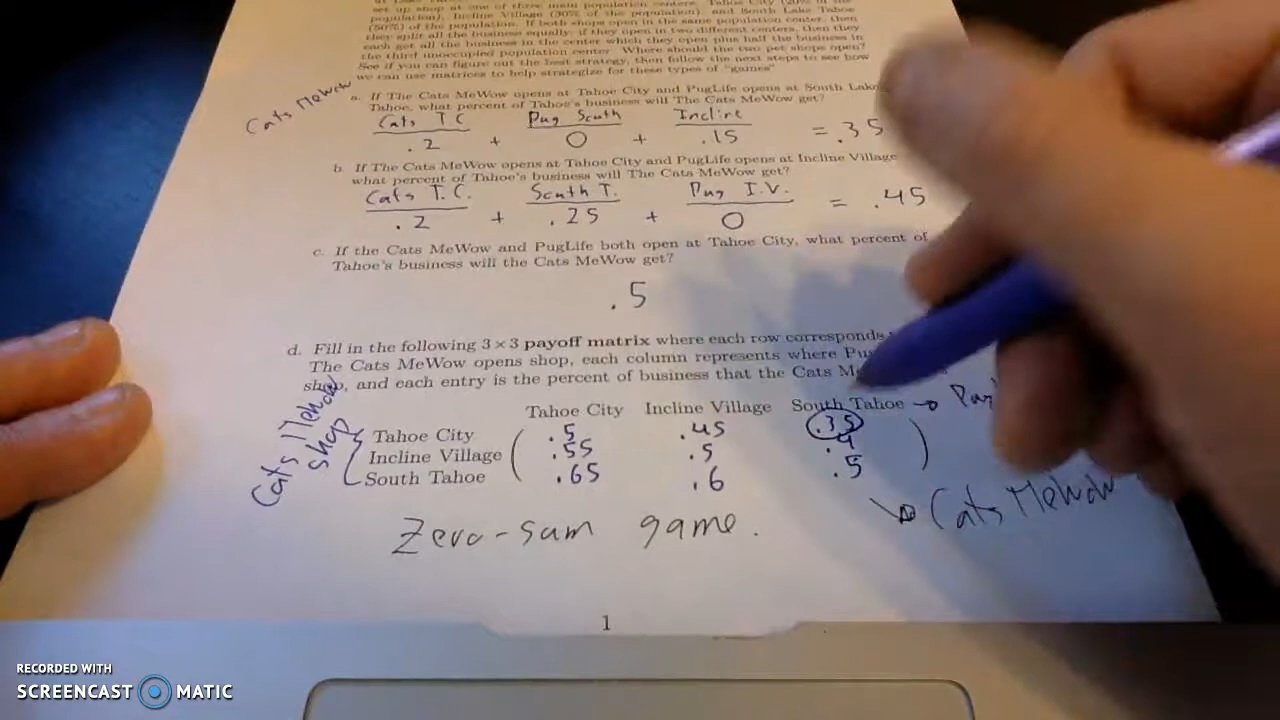 set up shop at one of three main population centers: Tahoe City (20% of the
population), Incline Village (30% of the population), and South Lake Tahoe
(50%) of the population. If both shops open in the same population center, then
they split all the business equally; if they open in two different centers, then they
each get all the business in the center which they open plus half the business in
the third unoccupied population center. Where should the two pet shops open?
See if you can figure out the best strategy, then follow the next steps to see how
we can use matrices to help strategize for these types of "games"
Cats Mewow
a. If The Cats MeWow opens at Tahoe City and PugLife opens at South Lake
Tahoe, what percent of Tahoe's business will The Cats MeWow get?
Cats T.C Pug South Incline
.2 + 0 + .15 = .35
b. If The Cats MeWow opens at Tahoe City and PugLife opens at Incline Village
what percent of Tahoe's business will The Cats MeWow get?
Cats T.C. South T. Pug I.V.
.2 + .25 + 0 = .45
c. If the Cats MeWow and PugLife both open at Tahoe City, what percent of
Tahoe's business will the Cats MeWow get?
.5
d. Fill in the following 3 × 3 payoff matrix where each row corresponds
The Cats MeWow opens shop, each column represents where Pu
shop, and each entry is the percent of business that the Cats M
Tahoe City Incline Village South Tahoe → Pug
Cats Mewow shop
Tahoe City .5 .45 .35
Incline Village .55 .5 .4
South Tahoe .65 .6 .5
Cats Mewow
Zero-sum game.
1
RECORDED WITH
SCREENCAST MATIC